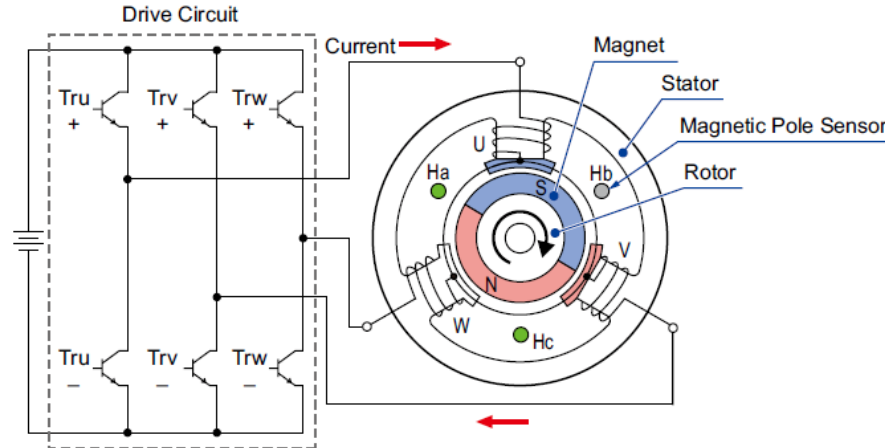 Drive Circuit
Current
Magnet
Stator
Magnetic Pole Sensor
Rotor
Tru
+
Trv
+
Trw
+
U
Ha
S
Hb
V
N
W
Hc
Tru
–
Trv
–
Trw
–